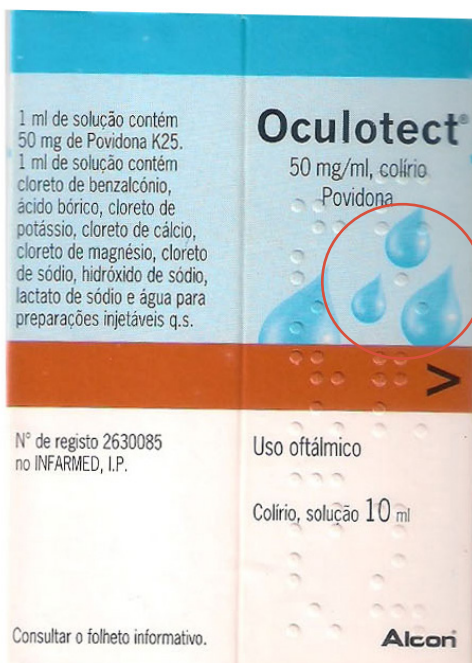 1 ml de solução contém
50 mg de Povidona K25.
1 ml de solução contém
cloreto de benzalcónio,
ácido bórico, cloreto de
potássio, cloreto de cálcio,
cloreto de magnésio, cloreto
de sódio, hidróxido de sódio,
lactato de sódio e água para
preparações injetáveis q.s.
N° de registo 2630085
no INFARMED, I.P.
Consultar o folheto informativo.
Oculotect®
50 mg/ml, colírio
Povidona
>
Uso oftálmico
Colírio, solução 10 ml
Alcon